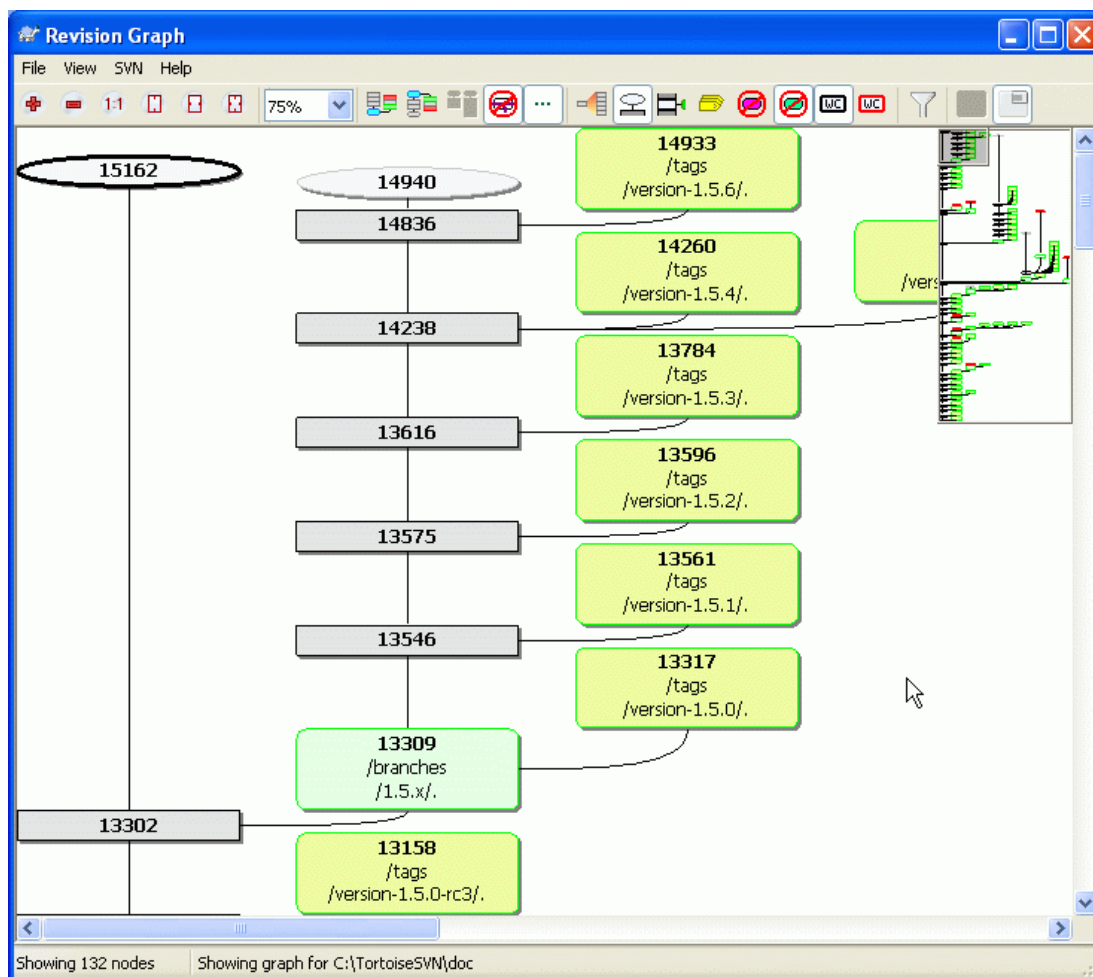 Revision Graph
File View SVN Help
1:1 75% ... WC WC
15162
14940
14836
14933
/tags
/version-1.5.6/.
14260
/tags
/version-1.5.4/.
14238
13784
/tags
/version-1.5.3/.
13616
13596
/tags
/version-1.5.2/.
13575
13561
/tags
/version-1.5.1/.
13546
13317
/tags
/version-1.5.0/.
13309
/branches
/1.5.x/.
13302
13158
/tags
/version-1.5.0-rc3/.
Showing 132 nodes Showing graph for C:\TortoiseSVN\doc